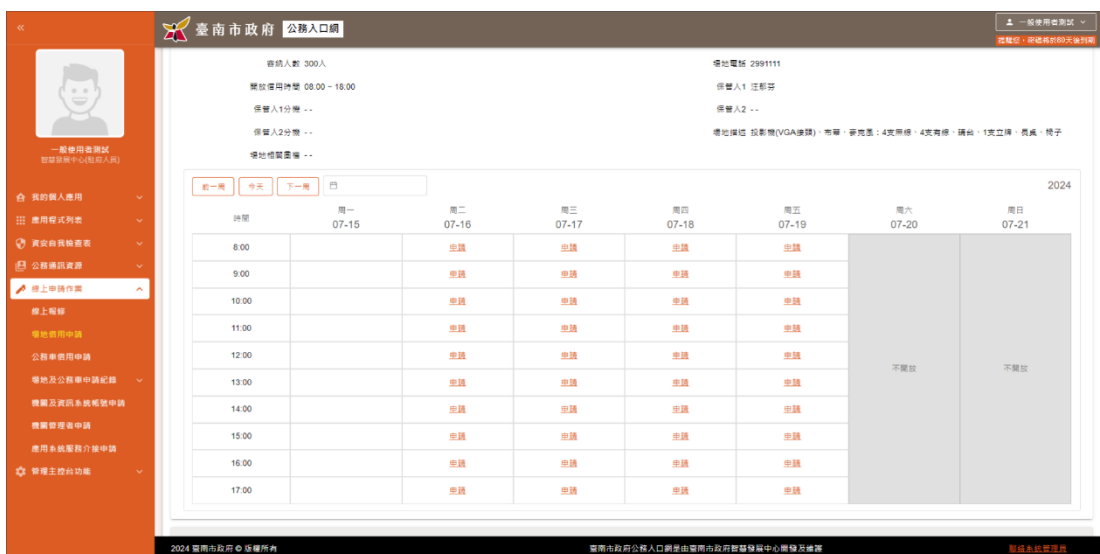 «
臺南市政府 公務入口網
一般使用者測試
提醒您，密碼將於80天後到期
一般使用者測試
智慧發展中心(駐府人員)
我的個人應用
應用程式列表
資安自我檢查表
公務通訊資源
線上申請作業
線上報修
場地借用申請
公務車借用申請
場地及公務車申請紀錄
機關及資訊系統帳號申請
機關管理者申請
應用系統服務介接申請
管理主控台功能
容納人數 300人 場地電話 2991111
開放借用時間 08:00 ~ 18:00 保管人1
保管人1分機 - - 保管人2 - -
保管人2分機 - - 場地描述 投影機(VGA接頭)、布幕、麥克風：4支無線、4支有線、講台、1支立牌、長桌、椅子
場地相關圖檔 - -
前一周 今天 下一周 2024
時間 周一 07-15 周二 07-16 周三 07-17 周四 07-18 周五 07-19 周六 07-20 周日 07-21
8:00 申請 申請 申請 申請
9:00 申請 申請 申請 申請
10:00 申請 申請 申請 申請
11:00 申請 申請 申請 申請
12:00 申請 申請 申請 申請
不開放 不開放
13:00 申請 申請 申請 申請
14:00 申請 申請 申請 申請
15:00 申請 申請 申請 申請
16:00 申請 申請 申請 申請
17:00 申請 申請 申請 申請
2024 臺南市政府 © 版權所有 臺南市政府公務入口網是由臺南市政府智慧發展中心開發及維護 聯絡系統管理員